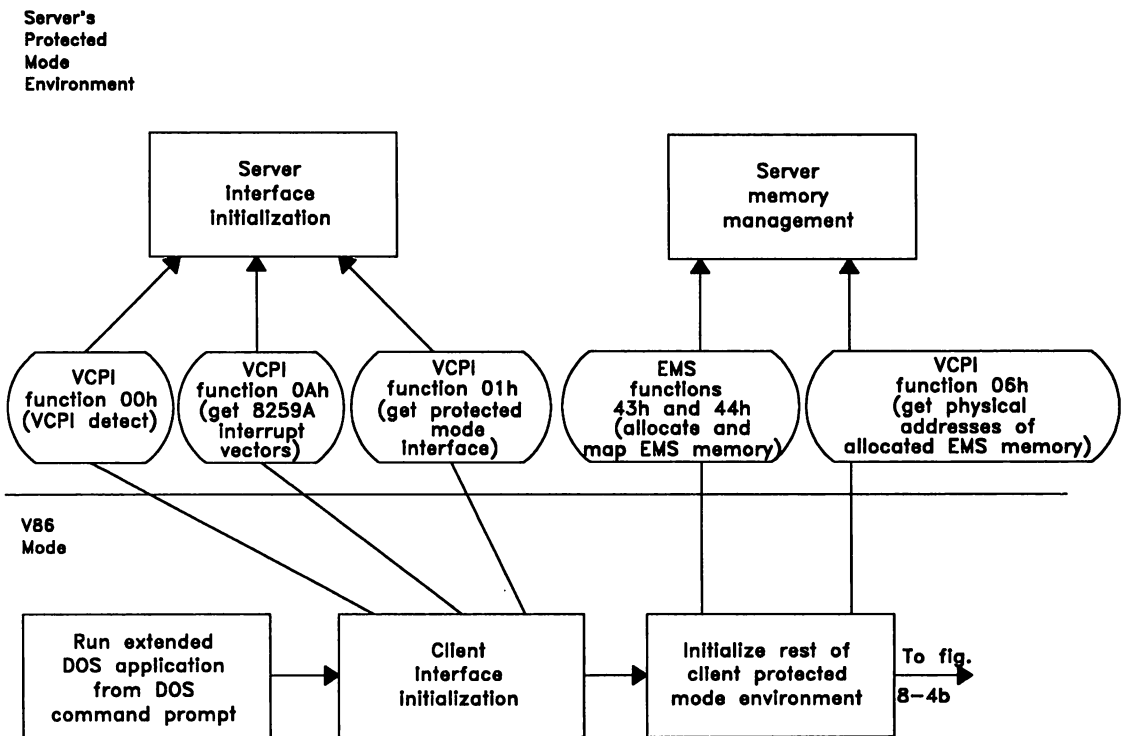 Server's
Protected
Mode
Environment
Server
interface
initialization
Server
memory
management
VCPI
function 00h
(VCPI detect)
VCPI
function 0Ah
(get 8259A
interrupt
vectors)
VCPI
function 01h
(get protected
mode
interface)
EMS
functions
43h and 44h
(allocate and
map EMS memory)
VCPI
function 06h
(get physical
addresses of
allocated EMS memory)
V86
Mode
Run extended
DOS application
from DOS
command prompt
Client
interface
initialization
Initialize rest of
client protected
mode environment
To fig.
8-4b